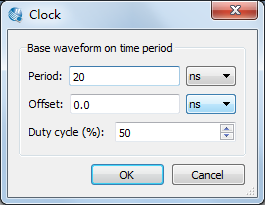 Clock
Base waveform on time period
Period: 20 ns
Offset: 0.0 ns
Duty cycle (%): 50
OK Cancel